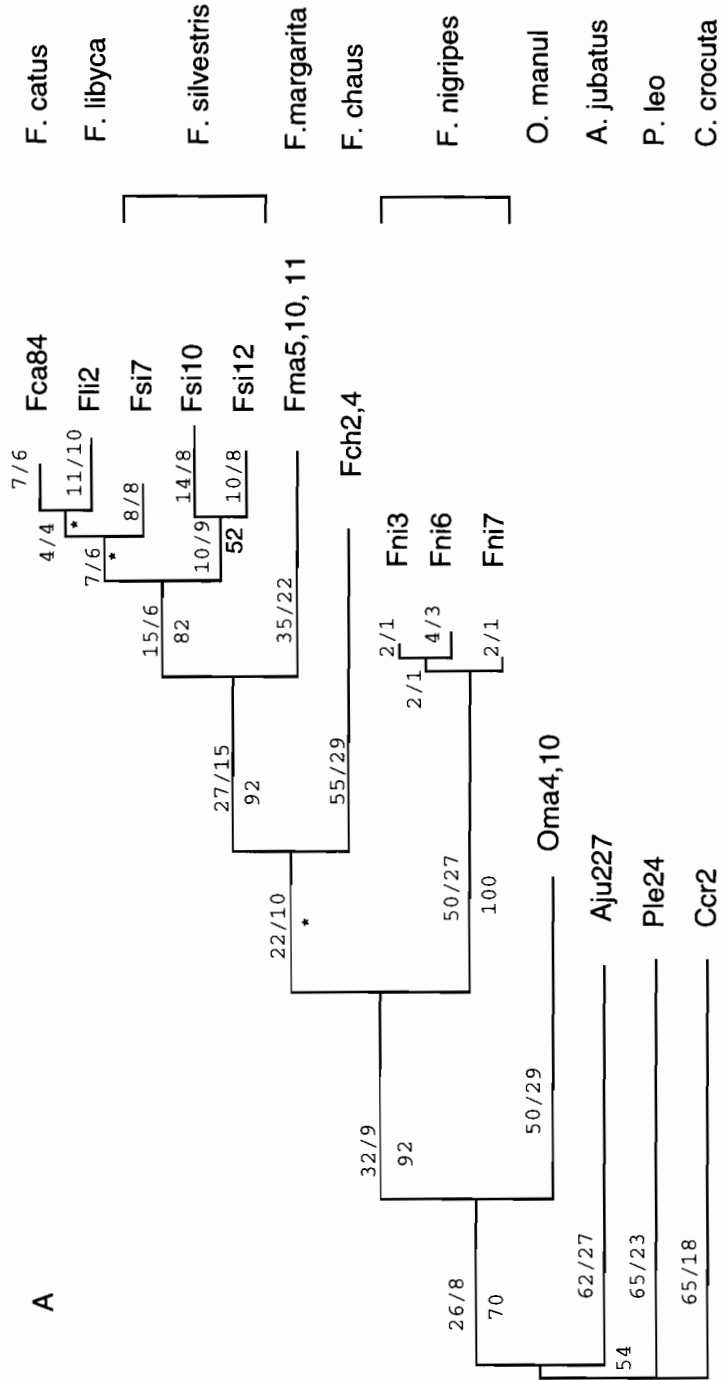 A
7/6
Fca84
F. catus
4/4
*
11/10
Fli2
F. libyca
7/6
*
8/8
Fsi7
F. silvestris
15/6
82
10/9
52
14/8
Fsi10
10/8
Fsi12
27/15
92
35/22
Fma5,10, 11
F.margarita
22/10
*
55/29
Fch2,4
F. chaus
32/9
92
50/27
100
2/1
2/1
Fni3
4/3
Fni6
F. nigripes
2/1
Fni7
26/8
70
50/29
Oma4,10
O. manul
54
62/27
Aju227
A. jubatus
65/23
Ple24
P. leo
65/18
Ccr2
C. crocuta